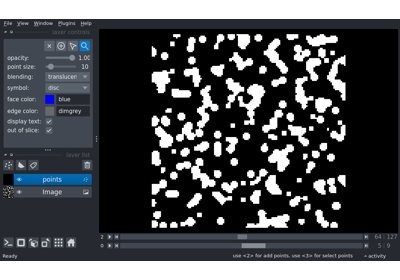 File View Window Plugins Help
layer controls
opacity: 1.00
point size: 10
blending: translucen
symbol: disc
face color: blue
edge color: dimgrey
display text:
out of slice:
layer list
points
Image
2 64 127
0 5 9
Ready use <2> for add points, use <3> for select points activity